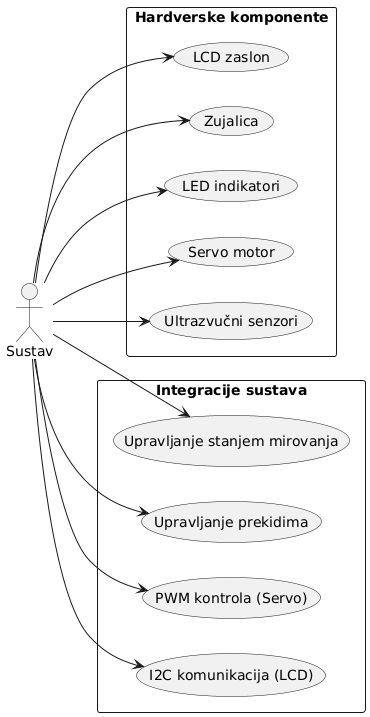 Hardverske komponente
LCD zaslon
Zujalica
LED indikatori
Servo motor
Ultrazvučni senzori
Sustav
Integracije sustava
Upravljanje stanjem mirovanja
Upravljanje prekidima
PWM kontrola (Servo)
I2C komunikacija (LCD)